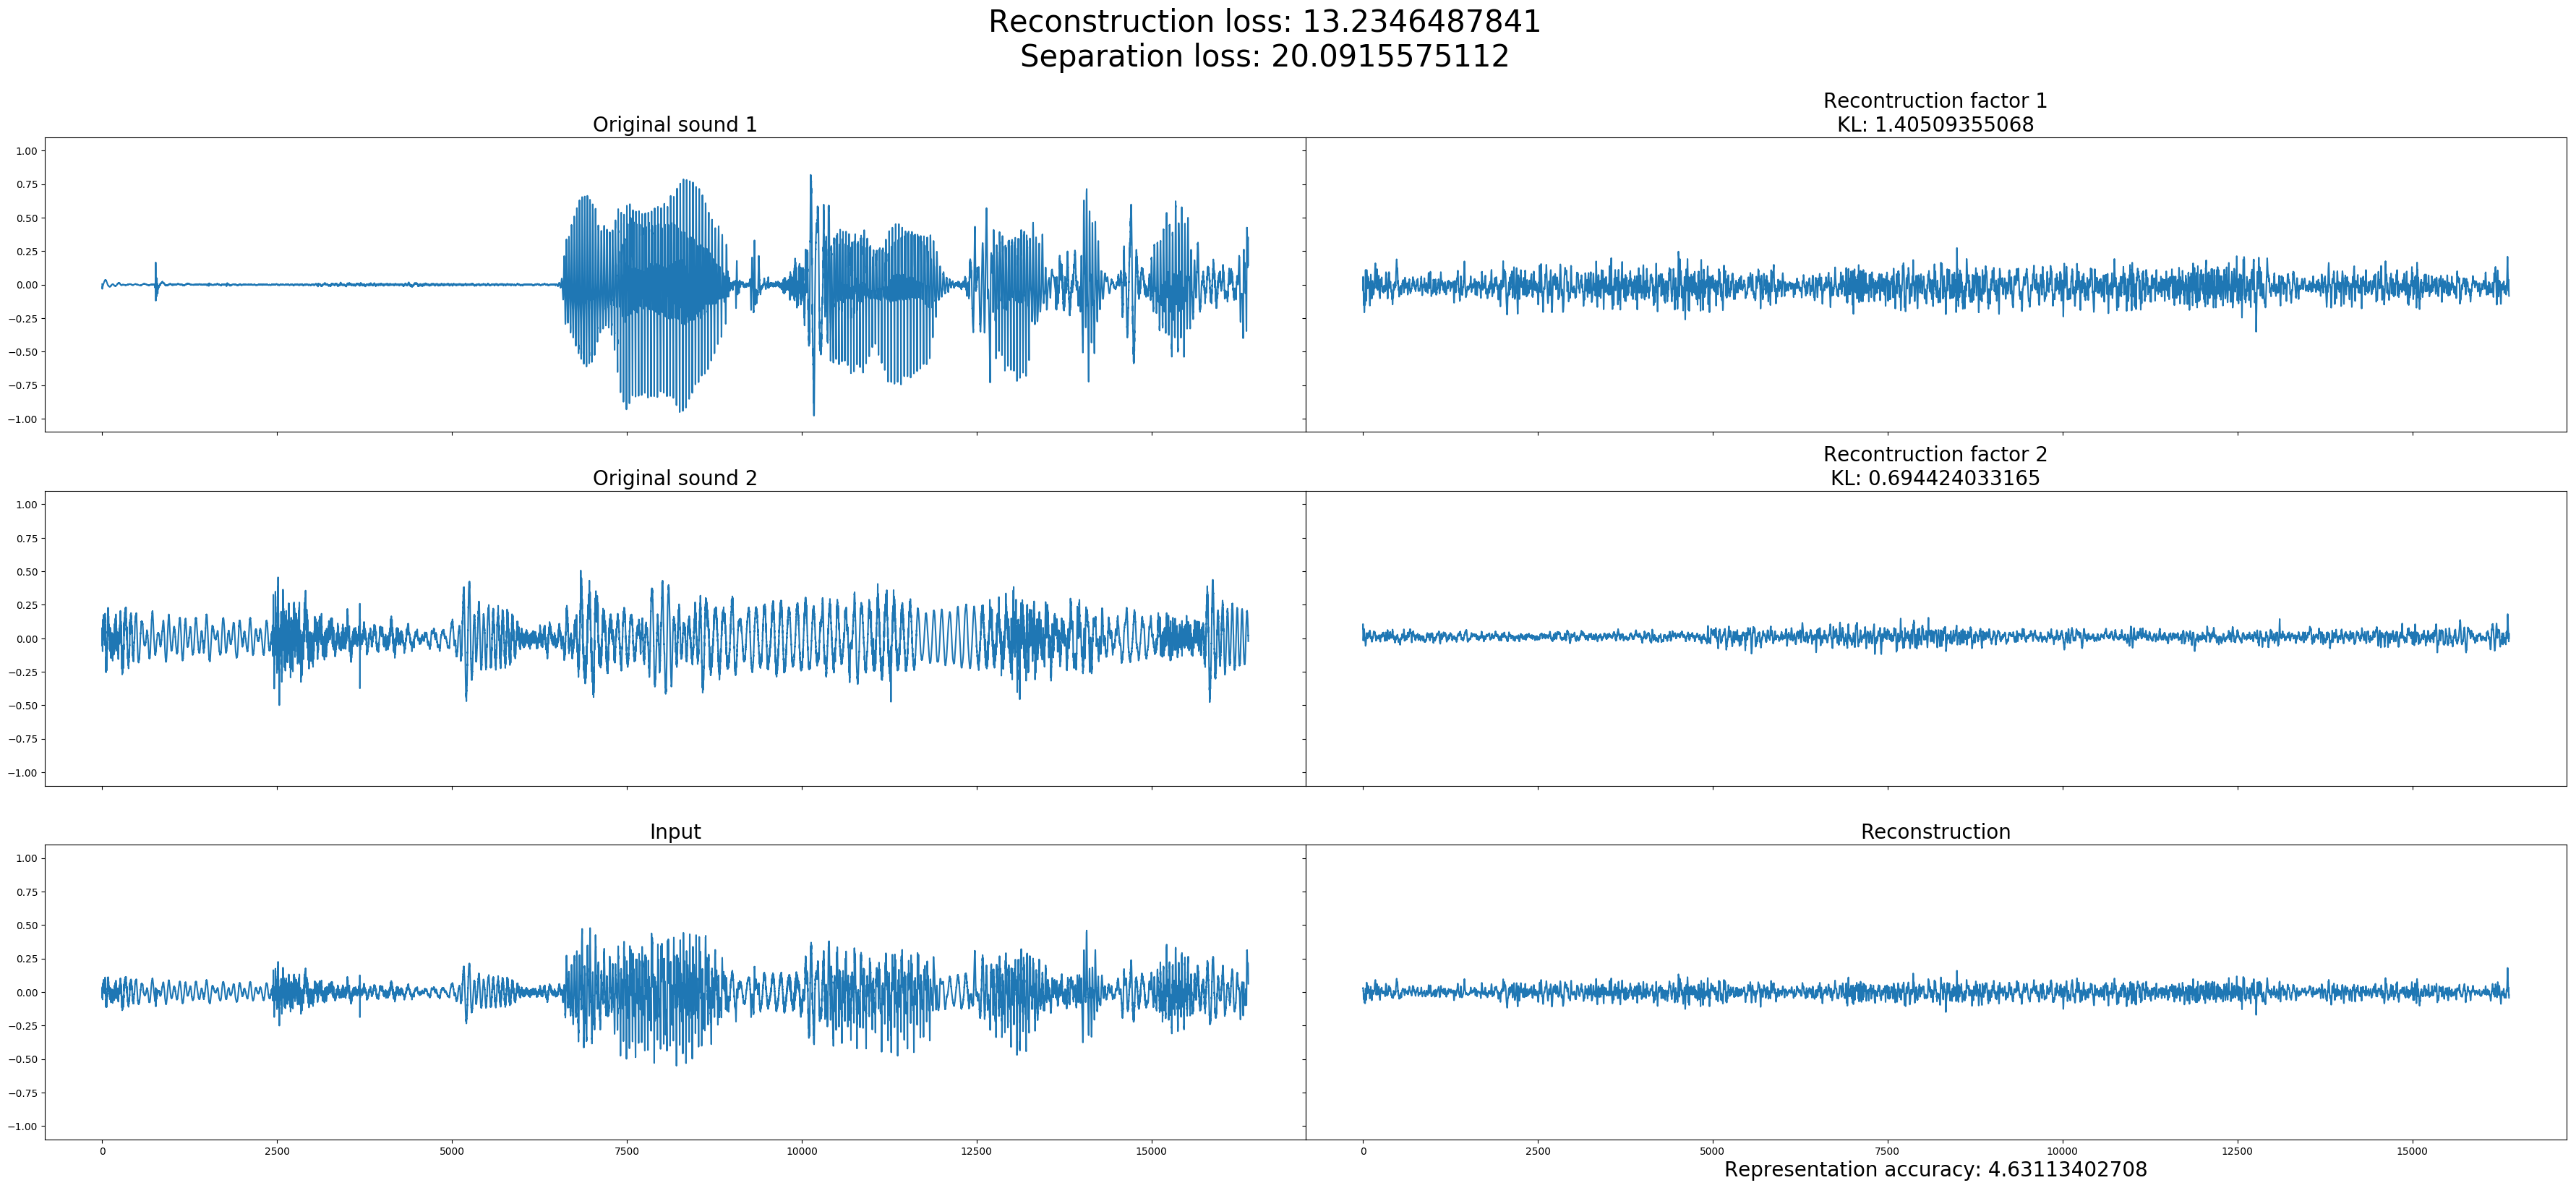 Reconstruction loss: 13.2346487841
Separation loss: 20.0915575112
Original sound 1
Recontruction factor 1
KL: 1.40509355068
1.00
0.75
0.50
0.25
0.00
−0.25
−0.50
−0.75
−1.00
Original sound 2
Recontruction factor 2
KL: 0.694424033165
1.00
0.75
0.50
0.25
0.00
−0.25
−0.50
−0.75
−1.00
Input
Reconstruction
1.00
0.75
0.50
0.25
0.00
−0.25
−0.50
−0.75
−1.00
0 2500 5000 7500 10000 12500 15000
0 2500 5000 7500 10000 12500 15000
Representation accuracy: 4.63113402708